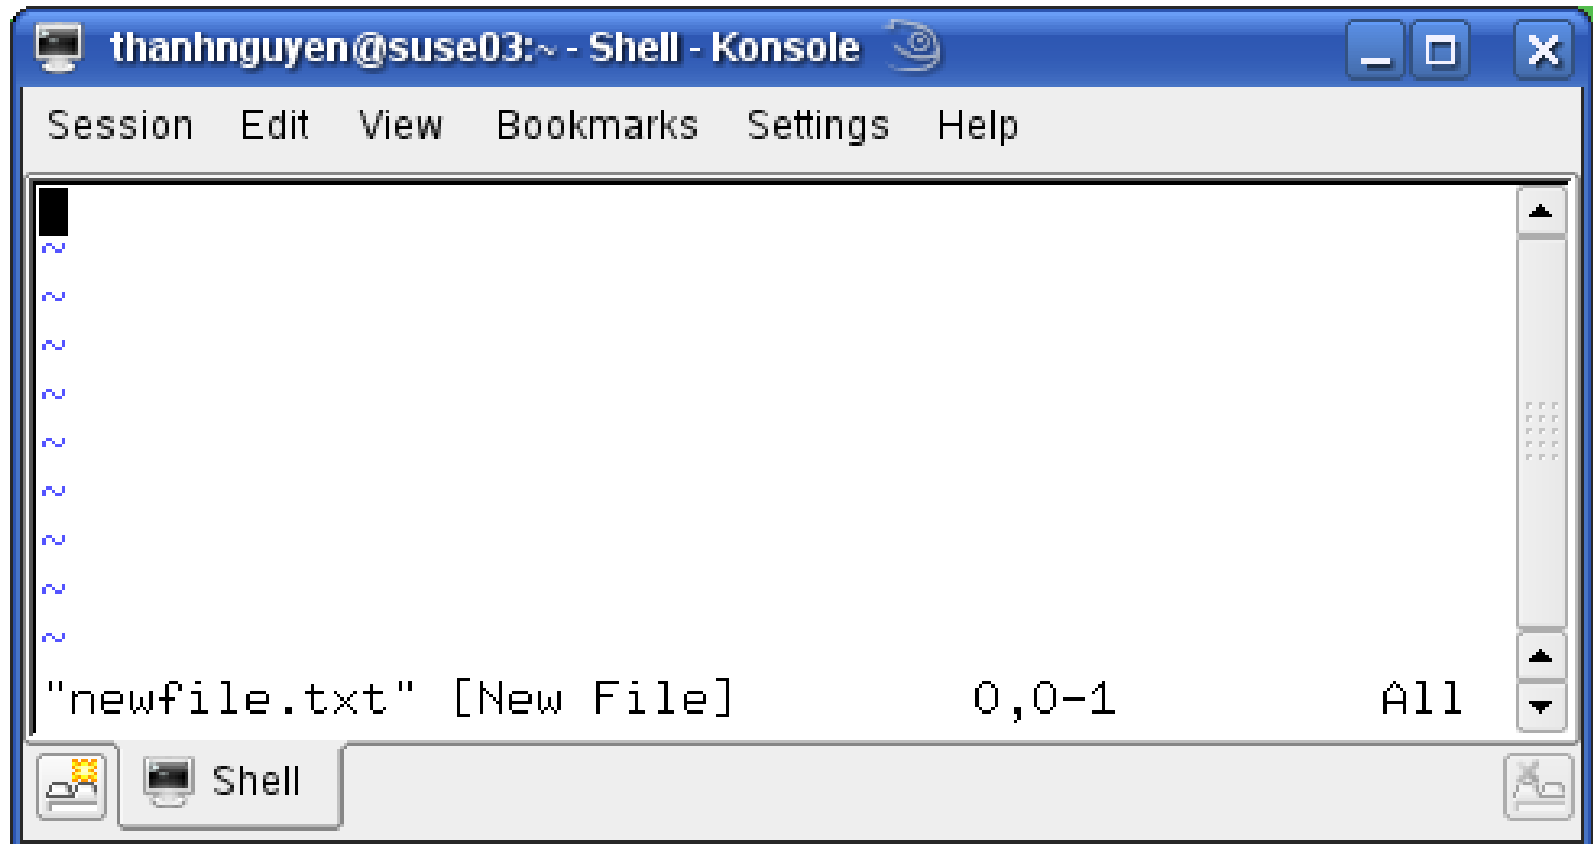 thanhnguyen@suse03:~ - Shell - Konsole
Session Edit View Bookmarks Settings Help
~
~
~
~
~
~
~
~
~
"newfile.txt" [New File] 0,0-1 All
Shell